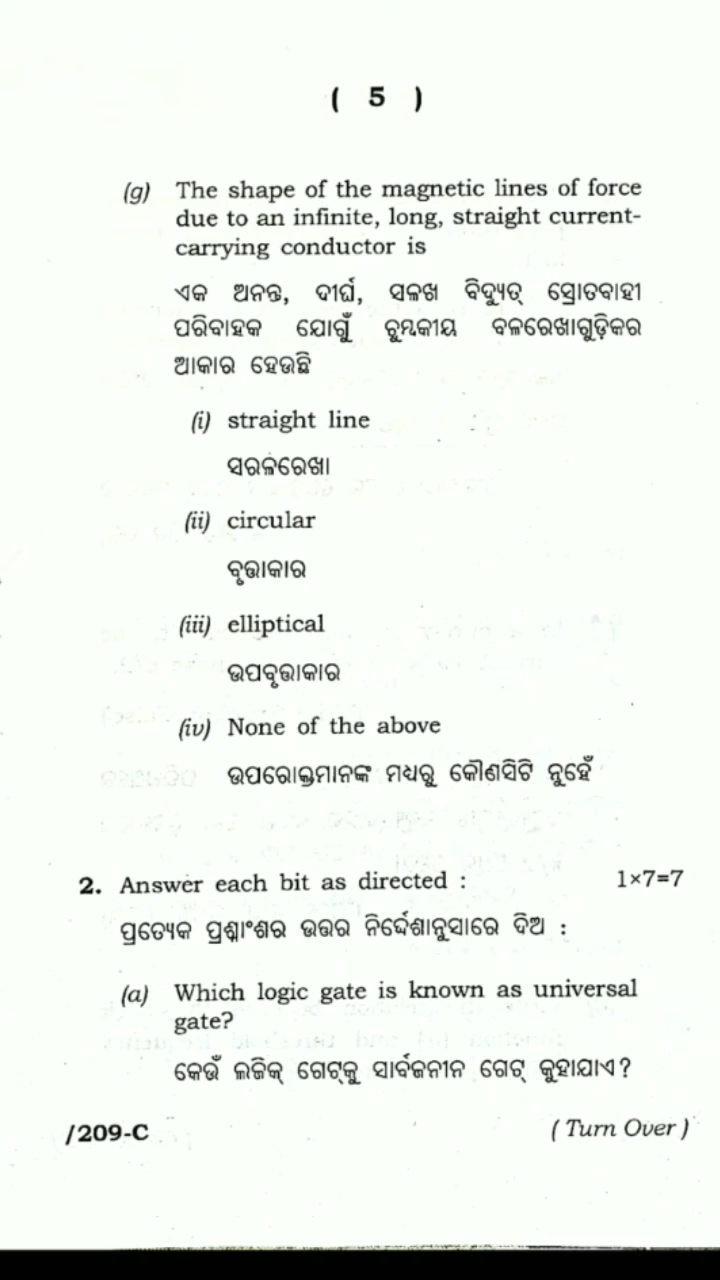 ( 5 )
(g) The shape of the magnetic lines of force
due to an infinite, long, straight current-
carrying conductor is
ଏକ ଅନନ୍ତ, ଦୀର୍ଘ, ସଳଖ ବିଦ୍ୟୁତ୍ ସ୍ରୋତବାହୀ
ପରିବାହକ ଯୋଗୁଁ ଚୁମ୍ବକୀୟ ବଳରେଖାଗୁଡ଼ିକର
ଆକାର ହେଉଛି
(i) straight line
ସରଳରେଖା
(ii) circular
ବୃତ୍ତାକାର
(iii) elliptical
ଉପବୃତ୍ତାକାର
(iv) None of the above
ଉପରୋକ୍ତମାନଙ୍କ ମଧ୍ୟରୁ କୌଣସିଟି ନୁହେଁ
2. Answer each bit as directed : 1×7=7
ପ୍ରତ୍ୟେକ ପ୍ରଶ୍ନାଂଶର ଉତ୍ତର ନିର୍ଦ୍ଦେଶାନୁସାରେ ଦିଅ :
(a) Which logic gate is known as universal
gate?
କେଉଁ ଲଜିକ୍ ଗେଟ୍‌କୁ ସାର୍ବଜନୀନ ଗେଟ୍ କୁହାଯାଏ?
/209-C ( Turn Over )